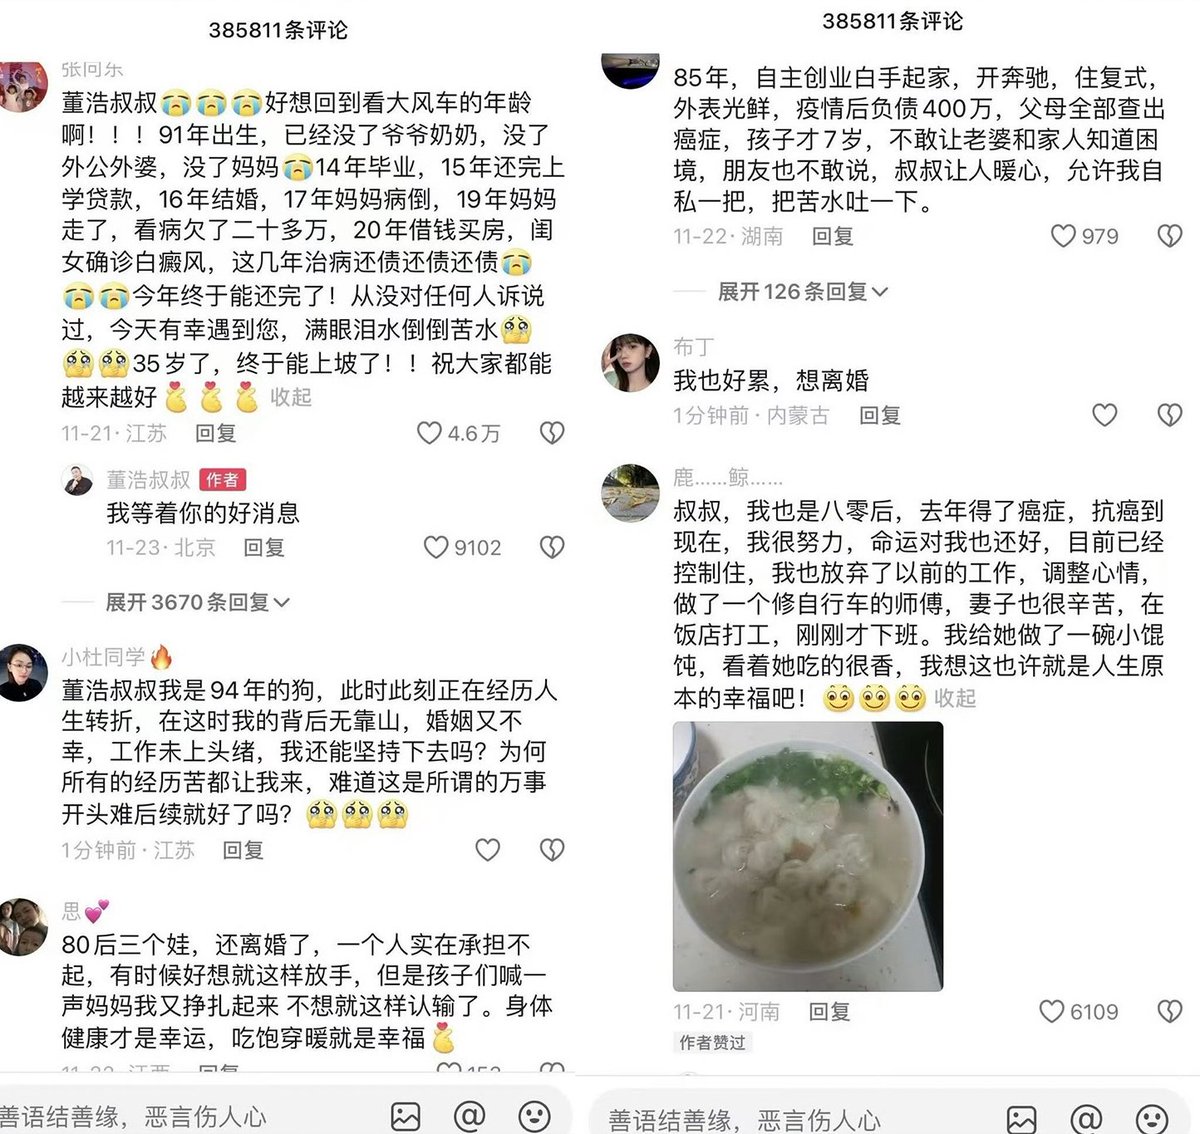 385811条评论
张向东
董浩叔叔😭😭😭好想回到看大风车的年龄
啊！！！91年出生，已经没了爷爷奶奶，没了
外公外婆，没了妈妈😭14年毕业，15年还完上
学贷款，16年结婚，17年妈妈病倒，19年妈妈
走了，看病欠了二十多万，20年借钱买房，闺
女确诊白癜风，这几年治病还债还债还债😭
😭😭今年终于能还完了！从没对任何人诉说
过，今天有幸遇到您，满眼泪水倒倒苦水🥹
🥹🥹35岁了，终于能上坡了！！祝大家都能
越来越好🫰🫰🫰收起
11-21·江苏 回复 4.6万
董浩叔叔 作者
我等着你的好消息
11-23·北京 回复 9102
展开3670条回复
小杜同学🔥
董浩叔叔我是94年的狗，此时此刻正在经历人
生转折，在这时我的背后无靠山，婚姻又不
幸，工作未上头绪，我还能坚持下去吗？为何
所有的经历苦都让我来，难道这是所谓的万事
开头难后续就好了吗？🥹🥹🥹
1分钟前·江苏 回复
思💕
80后三个娃，还离婚了，一个人实在承担不
起，有时候好想就这样放手，但是孩子们喊一
声妈妈我又挣扎起来 不想就这样认输了。身体
健康才是幸运，吃饱穿暖就是幸福🫰
11-22·江西 回复 152
善语结善缘，恶言伤人心
385811条评论
85年，自主创业白手起家，开奔驰，住复式，
外表光鲜，疫情后负债400万，父母全部查出
癌症，孩子才7岁，不敢让老婆和家人知道困
境，朋友也不敢说，叔叔让人暖心，允许我自
私一把，把苦水吐一下。
11-22·湖南 回复 979
展开126条回复
布丁
我也好累，想离婚
1分钟前·内蒙古 回复
鹿……鲸……
叔叔，我也是八零后，去年得了癌症，抗癌到
现在，我很努力，命运对我也还好，目前已经
控制住，我也放弃了以前的工作，调整心情，
做了一个修自行车的师傅，妻子也很辛苦，在
饭店打工，刚刚才下班。我给她做了一碗小馄
饨，看着她吃的很香，我想这也许就是人生原
本的幸福吧！收起
11-21·河南 回复 6109
作者赞过
善语结善缘，恶言伤人心